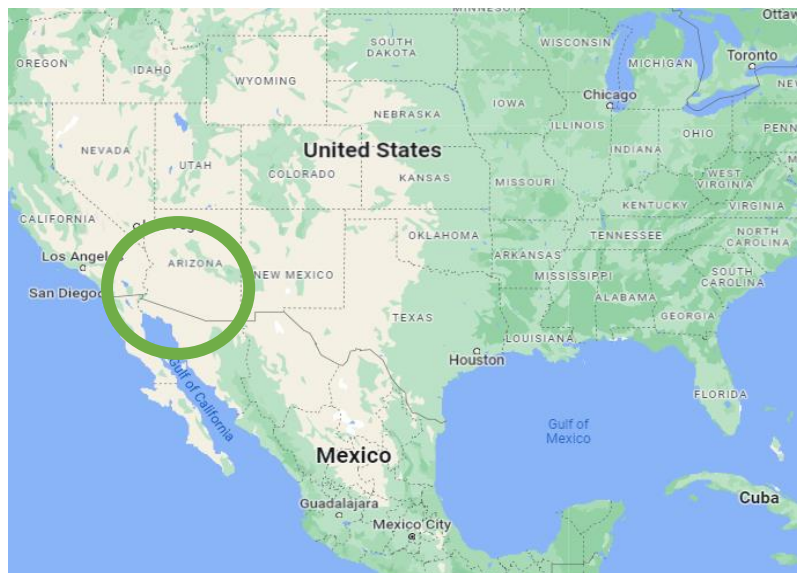 MINNESOTA
Ottaw
OREGON
IDAHO
SOUTH
DAKOTA
WISCONSIN
MICHIGAN
Toronto
WYOMING
Chicago
NEBRASKA
IOWA
NEVADA
UTAH
United States
COLORADO
ILLINOIS
INDIANA
OHIO
PENN
KANSAS
MISSOURI
WEST
VIRGINIA
CALIFORNIA
KENTUCKY
VIRGINIA
OKLAHOMA
TENNESSEE
NORTH
CAROLINA
Los Angele
ARIZONA
NEW MEXICO
ARKANSAS
MISSISSIPPI
SOUTH
CAROLINA
San Diego
ALABAMA
TEXAS
GEORGIA
LOUISIANA
Houston
Gulf of California
FLORIDA
Gulf of
Mexico
Mexico
Guadalajara
Mexico City
Cuba